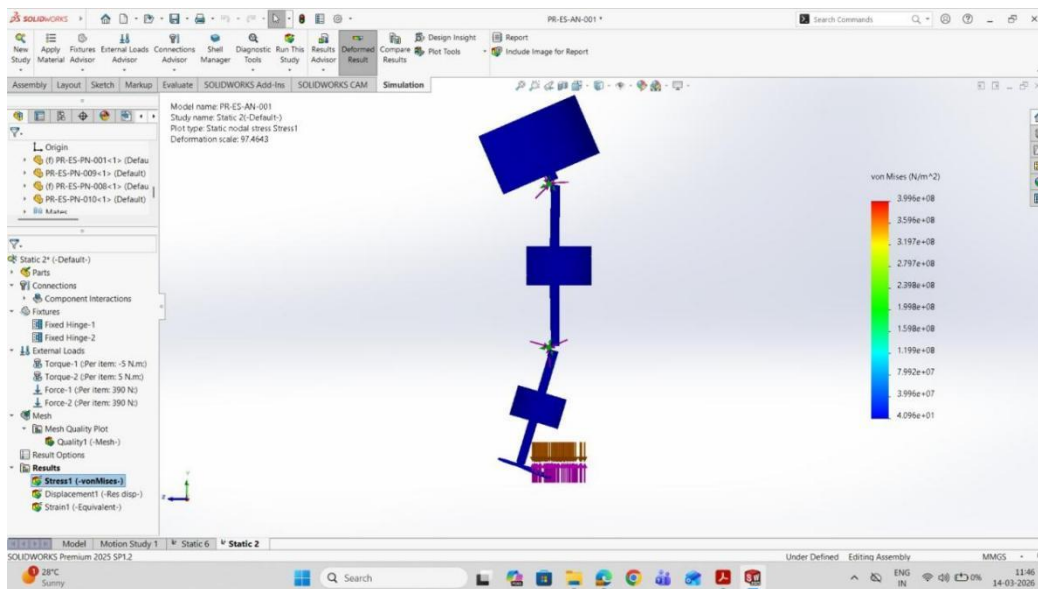 SOLIDWORKS
PR-ES-AN-001 *
Search Commands
New Study
Apply Material
Fixtures Advisor
External Loads Advisor
Connections Advisor
Shell Manager
Diagnostic Tools
Run This Study
Results Advisor
Deformed Result
Compare Results
Design Insight
Plot Tools
Report
Include Image for Report
Assembly Layout Sketch Markup Evaluate SOLIDWORKS Add-Ins SOLIDWORKS CAM Simulation
Model name: PR-ES-AN-001
Study name: Static 2(-Default-)
Plot type: Static nodal stress Stress1
Deformation scale: 97.4643
Origin
(f) PR-ES-PN-001<1> (Defau
PR-ES-PN-009<1> (Default)
(f) PR-ES-PN-008<1> (Defau
PR-ES-PN-010<1> (Default)
Mates
Static 2* (-Default-)
Parts
Connections
Component Interactions
Fixtures
Fixed Hinge-1
Fixed Hinge-2
External Loads
Torque-1 (:Per item: -5 N.m:)
Torque-2 (:Per item: 5 N.m:)
Force-1 (:Per item: 390 N:)
Force-2 (:Per item: 390 N:)
Mesh
Mesh Quality Plot
Quality1 (-Mesh-)
Result Options
Results
Stress1 (-vonMises-)
Displacement1 (-Res disp-)
Strain1 (-Equivalent-)
von Mises (N/m^2)
3.996e+08
3.596e+08
3.197e+08
2.797e+08
2.398e+08
1.998e+08
1.598e+08
1.199e+08
7.992e+07
3.996e+07
4.096e+01
Model Motion Study 1 Static 6 Static 2
SOLIDWORKS Premium 2025 SP1.2
Under Defined Editing Assembly MMGS
28°C
Sunny
Search
ENG
IN
0%
11:46
14-03-2026